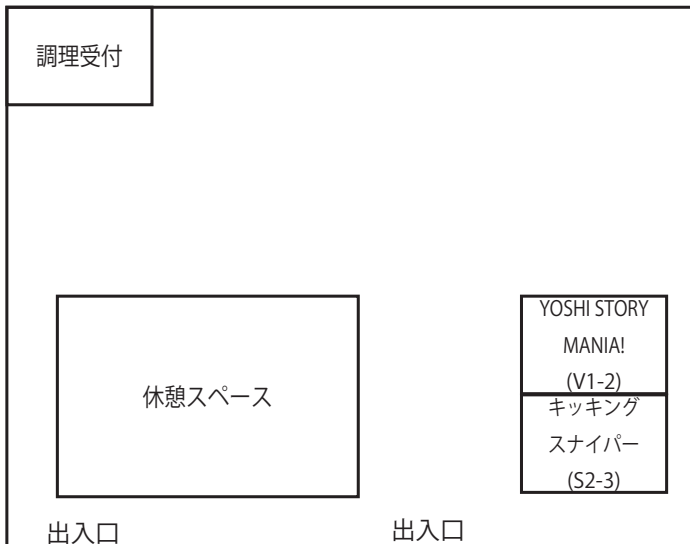 調理受付
YOSHI STORY
MANIA!
(V1-2)
休憩スペース
キッキング
スナイパー
(S2-3)
出入口
出入口